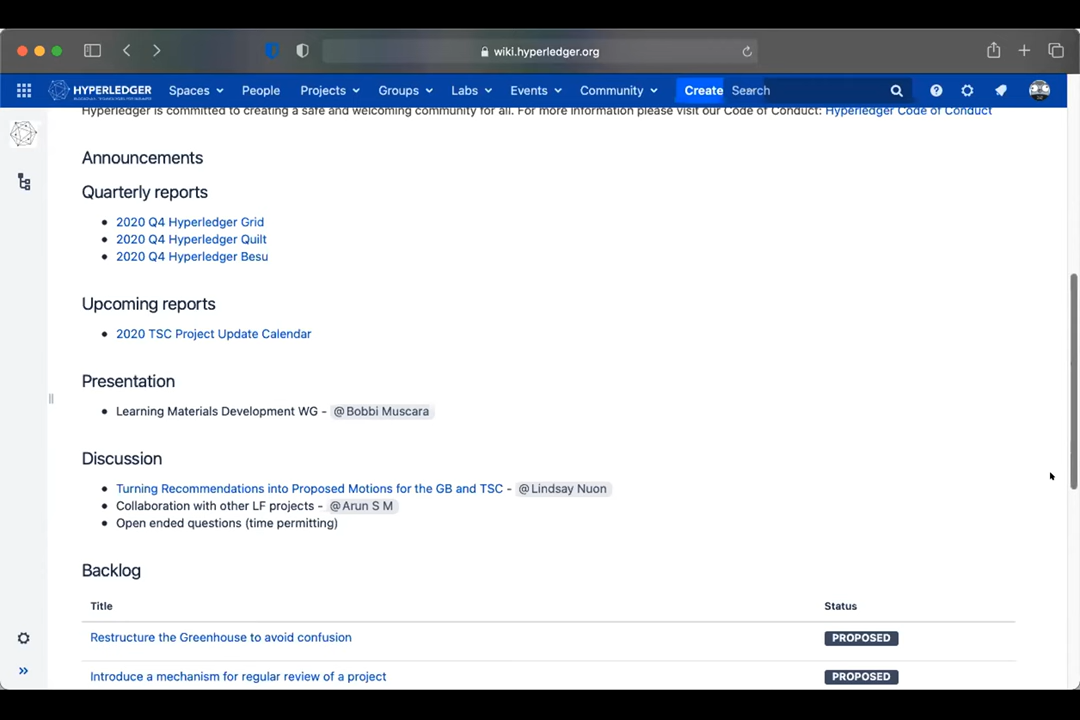 wiki.hyperledger.org
HYPERLEDGER Spaces People Projects Groups Labs Events Community Create Search
Hyperledger is committed to creating a safe and welcoming community for all. For more information please visit our Code of Conduct: Hyperledger Code of Conduct
Announcements
Quarterly reports
2020 Q4 Hyperledger Grid
2020 Q4 Hyperledger Quilt
2020 Q4 Hyperledger Besu
Upcoming reports
2020 TSC Project Update Calendar
Presentation
Learning Materials Development WG - @Bobbi Muscara
Discussion
Turning Recommendations into Proposed Motions for the GB and TSC - @Lindsay Nuon
Collaboration with other LF projects - @Arun S M
Open ended questions (time permitting)
Backlog
Title Status
Restructure the Greenhouse to avoid confusion PROPOSED
Introduce a mechanism for regular review of a project PROPOSED